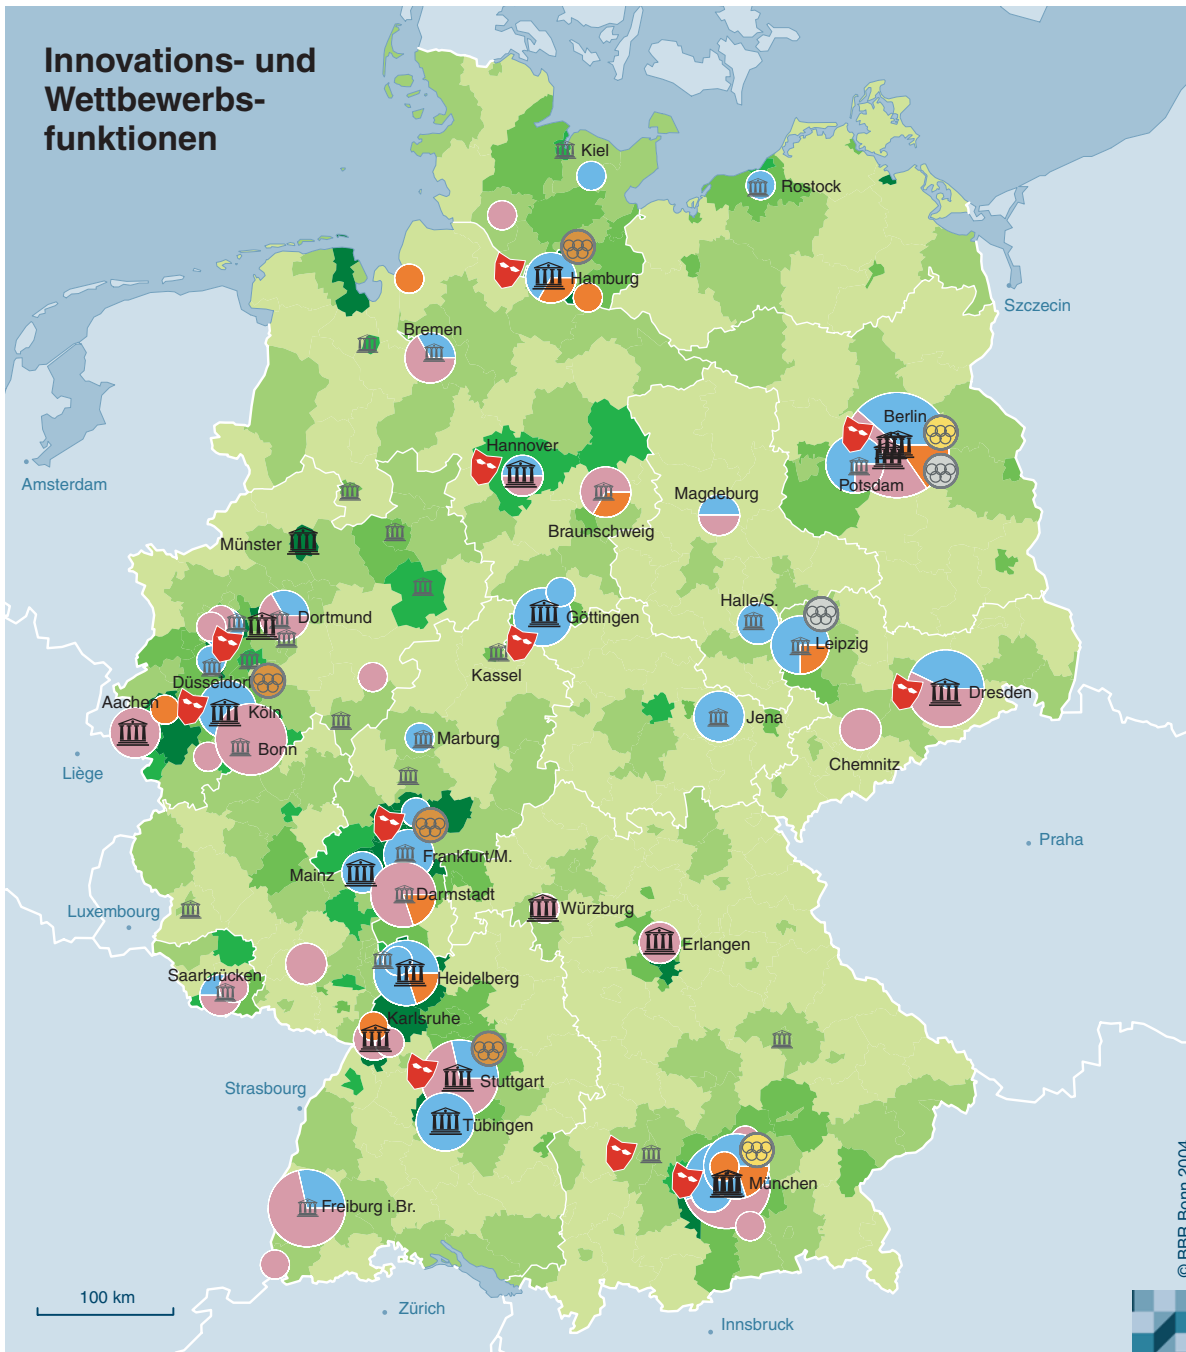 Innovations- und
Wettbewerbs-
funktionen
Kiel
Rostock
Hamburg
Szczecin
Bremen
Berlin
Hannover
Amsterdam
Potsdam
Magdeburg
Braunschweig
Münster
Halle/S.
Göttingen
Dortmund
Leipzig
Kassel
Düsseldorf
Dresden
Aachen
Köln
Jena
Marburg
Bonn
Chemnitz
Liège
Praha
Frankfurt/M.
Mainz
Darmstadt
Würzburg
Luxembourg
Erlangen
Saarbrücken
Heidelberg
Karlsruhe
Stuttgart
Strasbourg
Tübingen
München
Freiburg i.Br.
© BBR Bonn 2004
100 km
Zürich
Innsbruck